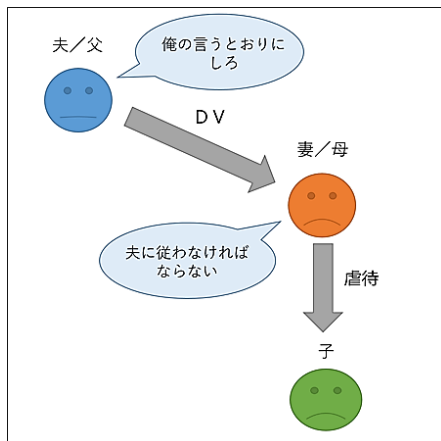 夫／父
俺の言うとおりに
しろ
ＤＶ
妻／母
夫に従わなければ
ならない
虐待
子